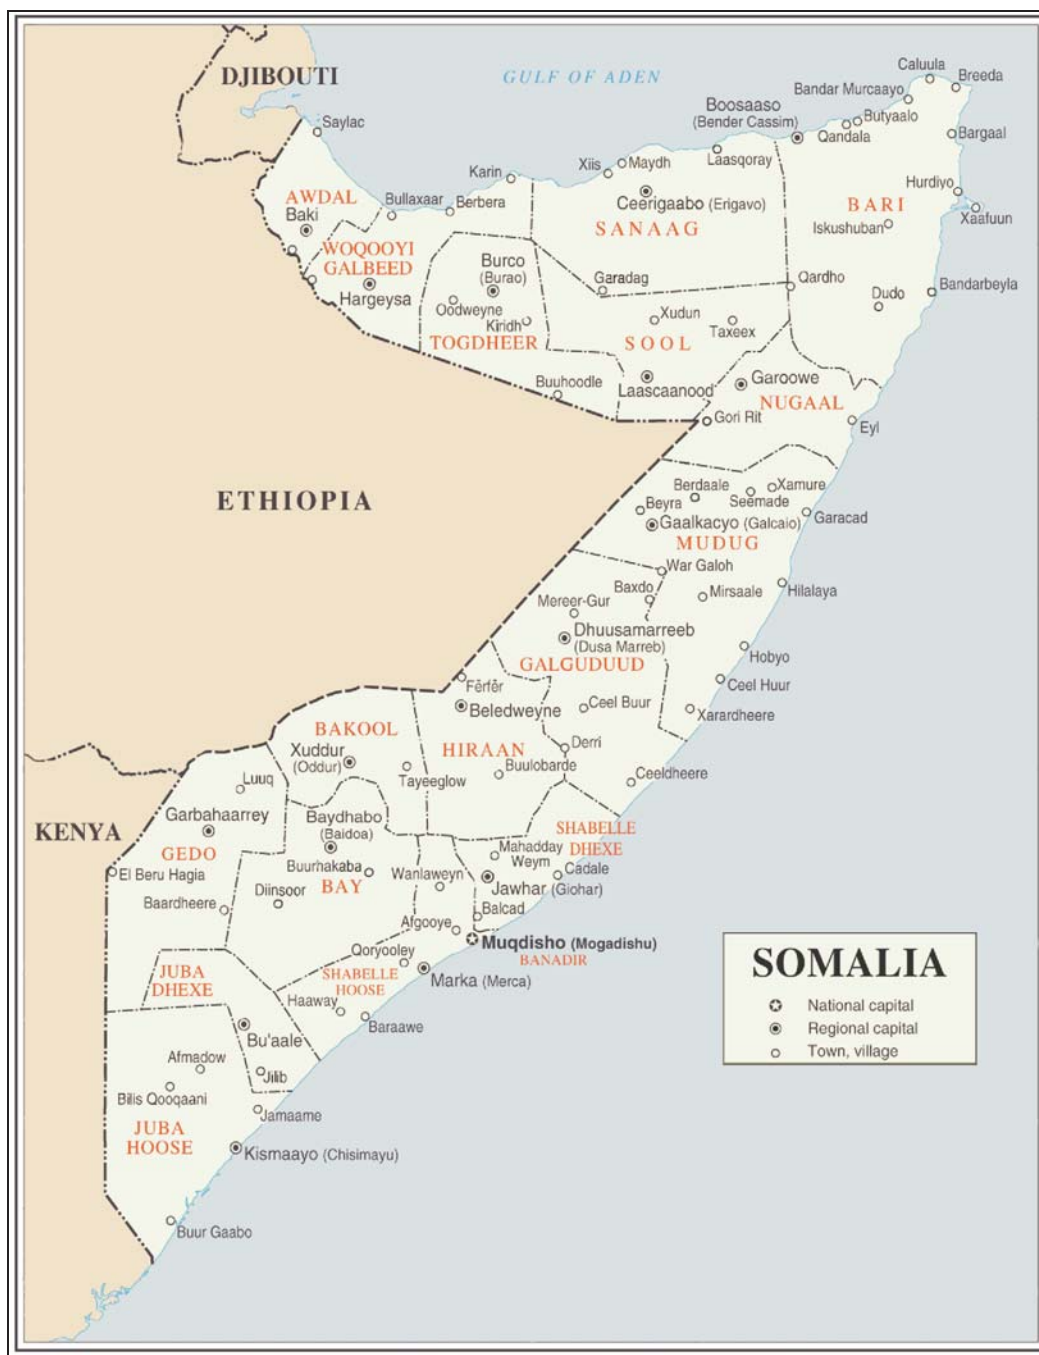 DJIBOUTI
GULF OF ADEN
Caluula
Breeda
Bandar Murcaayo
Boosaaso
(Bender Cassim)
Butyaalo
Qandala
Bargaal
Saylac
Xiis
Maydh
Laasqoray
Karin
Hurdiyo
AWDAL
Baki
Bullaxaar
Berbera
Ceerigaabo (Erigavo)
SANAAG
BARI
Xaafuun
Iskushuban
WOQOOYI
GALBEED
Hargeysa
Burco
(Burao)
Garadag
Qardho
Bandarbeyla
Dudo
Oodweyne
Kiridh
TOGDHEER
Xudun
Taxeex
SOOL
Buuhoodle
Laascaanood
Garoowe
NUGAAL
Gori Rit
Eyl
ETHIOPIA
Berdaale
Xamure
Beyra
Seemade
Gaalkacyo (Galcaio)
Garacad
MUDUG
War Galoh
Baxdo
Mirsaale
Hilalaya
Mereer-Gur
Dhuusamarreeb
(Dusa Marreb)
GALGUDUUD
Hobyo
Fērfēr
Ceel Huur
Beledweyne
Ceel Buur
Xarardheere
BAKOOL
Xuddur
(Oddur)
HIRAAN
Derri
Buulobarde
Tayeeglow
Ceeldheere
Luuq
KENYA
Garbahaarrey
GEDO
Baydhabo
(Baidoa)
SHABELLE
DHEXE
Mahadday
Weym
El Beru Hagia
Buurhakaba
BAY
Wanlaweyn
Cadale
Jawhar (Giohar)
Diinsoor
Baardheere
Balcad
Afgooye
Muqdisho (Mogadishu)
BANADIR
Qoryooley
JUBA
DHEXE
SHABELLE
HOOSE
Marka (Merca)
Haaway
Baraawe
Bu'aale
Afmadow
Jilib
Bilis Qooqaani
Jamaame
JUBA
HOOSE
Kismaayo (Chisimayu)
Buur Gaabo
SOMALIA
National capital
Regional capital
Town, village